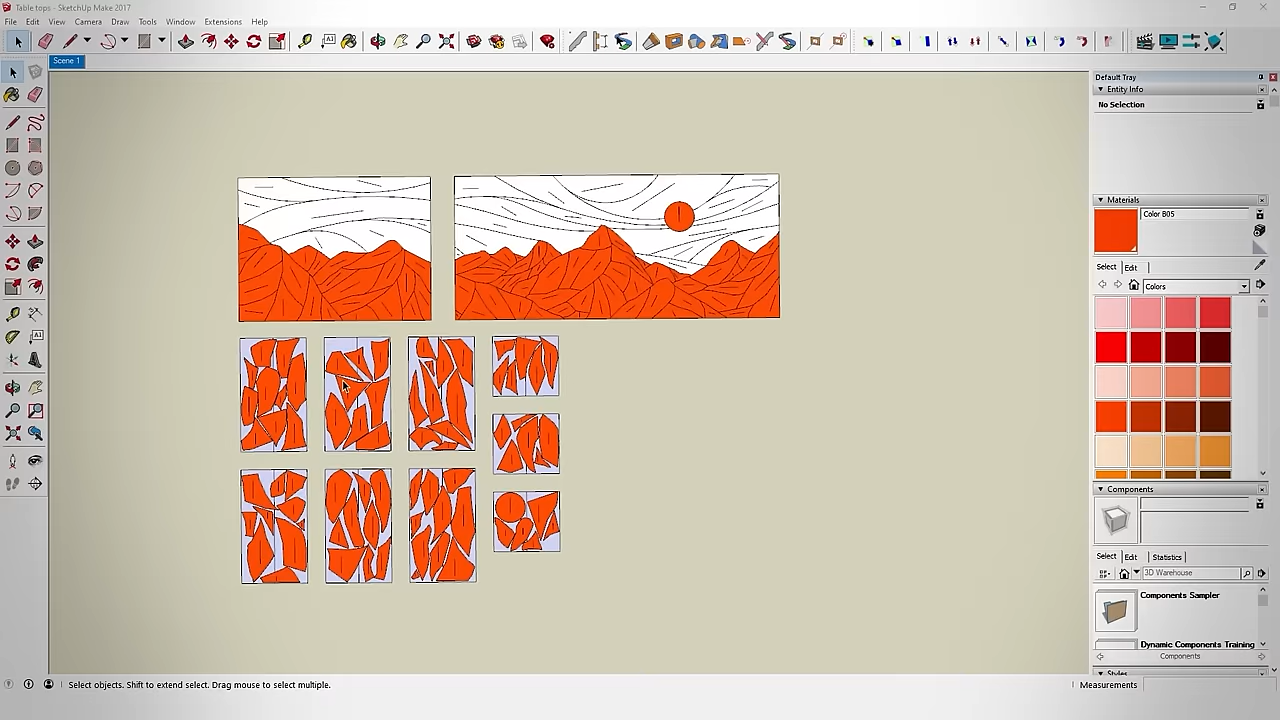 Table tops - SketchUp Make 2017
File Edit View Camera Draw Tools Window Extensions Help
Scene 1
Default Tray
Entity Info
No Selection
Materials
Color B05
Select Edit
Colors
Components
Select Edit Statistics
3D Warehouse
Components Sampler
Dynamic Components Training
Components
Styles
Select objects. Shift to extend select. Drag mouse to select multiple.
Measurements